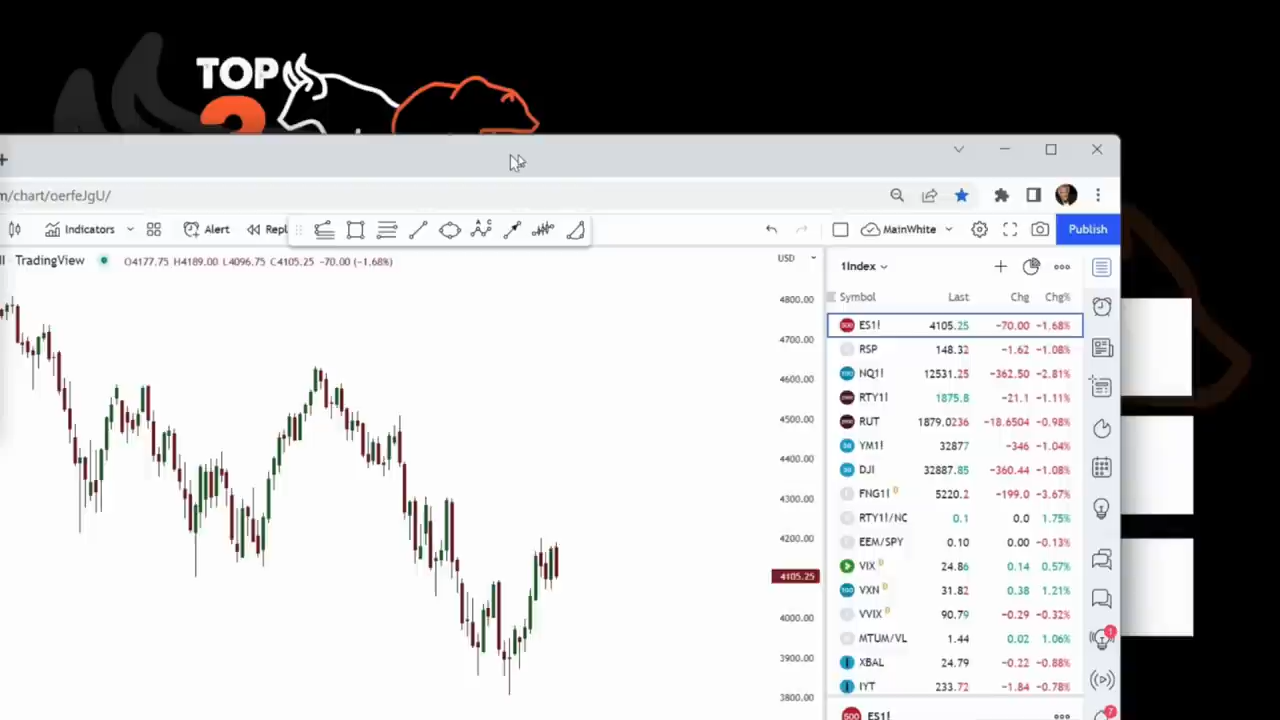 TOP
3
m/chart/oerfeJgU/
Indicators
Alert
Repl
MainWhite
Publish
TradingView O4177.75 H4189.00 L4096.75 C4105.25 −70.00 (−1.68%)
USD
4800.00
4700.00
4600.00
4500.00
4400.00
4300.00
4200.00
4105.25
4000.00
3900.00
3800.00
1Index
Symbol Last Chg Chg%
ES1! 4105.25 −70.00 −1.68%
RSP 148.32 −1.62 −1.08%
NQ1! 12531.25 −362.50 −2.81%
RTY1! 1875.8 −21.1 −1.11%
RUT 1879.0236 −18.6504 −0.98%
YM1! 32877 −346 −1.04%
DJI 32887.85 −360.44 −1.08%
FNG1! D 5220.2 −199.0 −3.67%
RTY1!/NC 0.1 0.0 1.75%
EEM/SPY 0.10 0.00 −0.13%
VIX D 24.86 0.14 0.57%
VXN D 31.82 0.38 1.21%
VVIX D 90.79 −0.29 −0.32%
MTUM/VL 1.44 0.02 1.06%
XBAL 24.79 −0.22 −0.88%
IYT 233.72 −1.84 −0.78%
500 ES1!
1
7